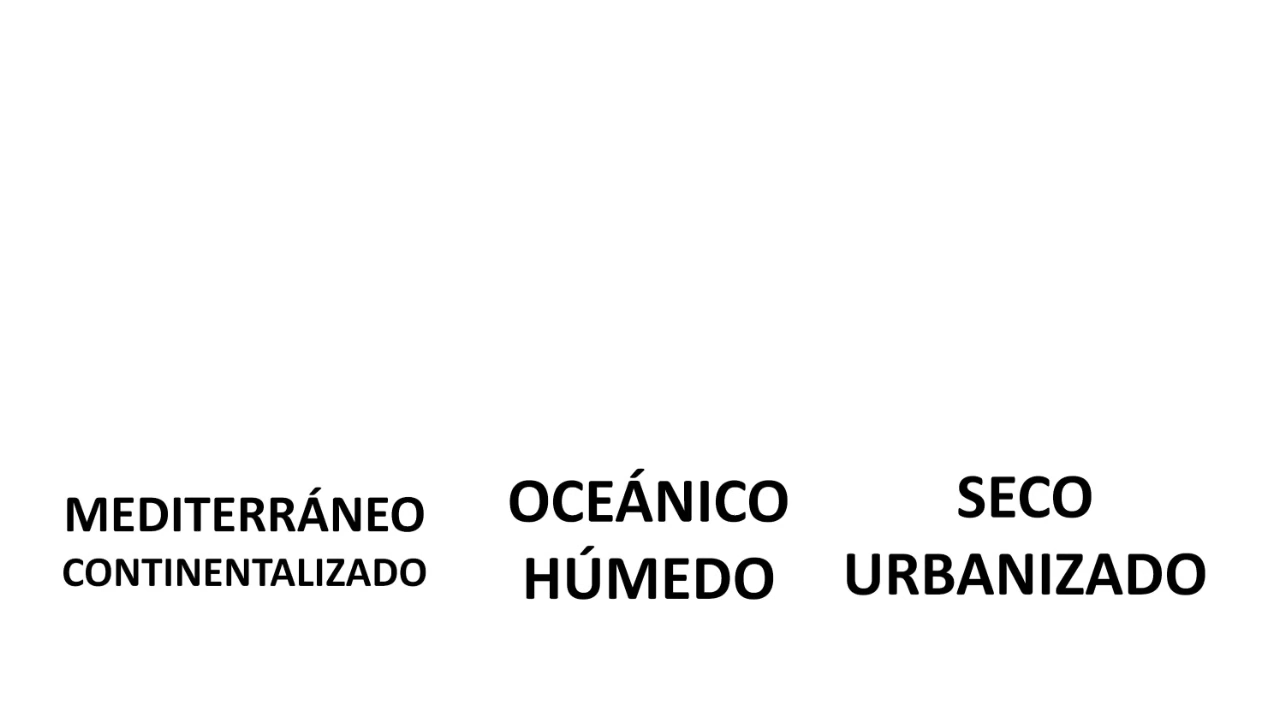 MEDITERRÁNEO
CONTINENTALIZADO
OCEÁNICO
HÚMEDO
SECO
URBANIZADO